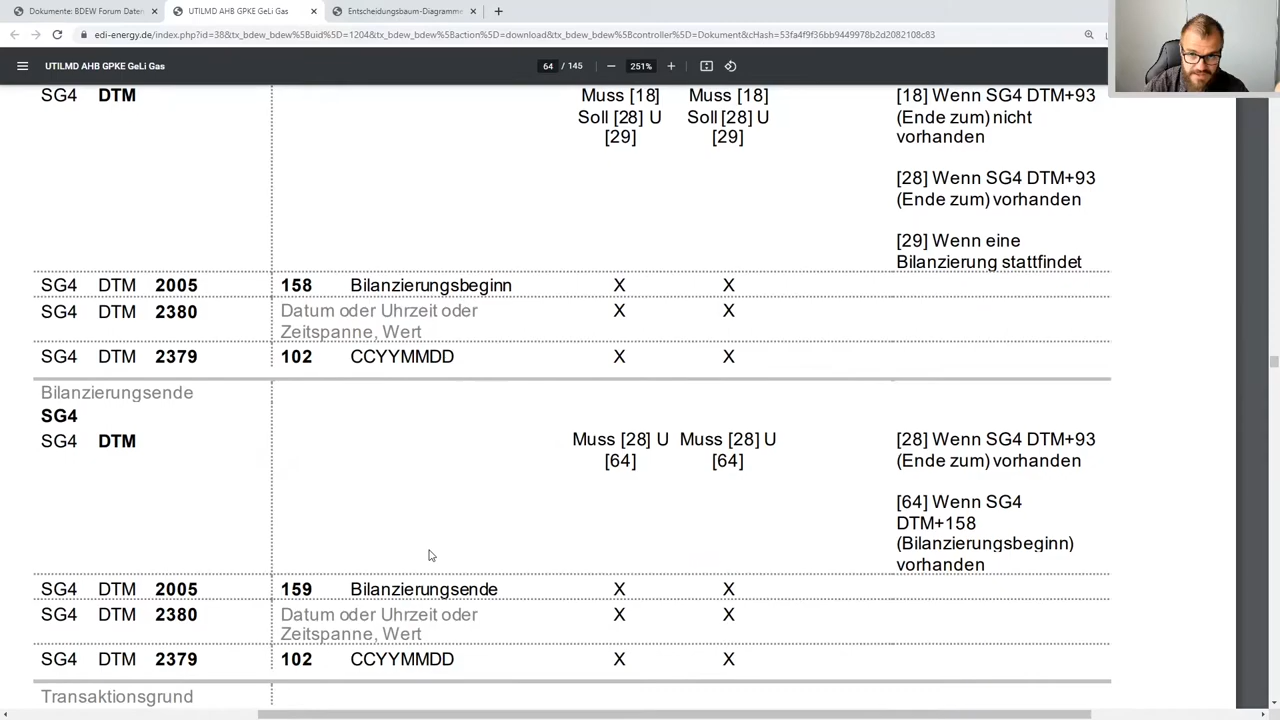 Dokumente: BDEW Forum Daten
UTILMD AHB GPKE GeLi Gas
Entscheidungsbaum-Diagramme
edi-energy.de/index.php?id=38&tx_bdew_bdew%5Buid%5D=1204&tx_bdew_bdew%5Baction%5D=download&tx_bdew_bdew%5Bcontroller%5D=Dokument&cHash=53fa4f9f36bb9449978b2d2082108c83
UTILMD AHB GPKE GeLi Gas
64 / 145
251%
SG4 DTM Muss [18] Muss [18] [18] Wenn SG4 DTM+93
Soll [28] U Soll [28] U (Ende zum) nicht
[29] [29] vorhanden
[28] Wenn SG4 DTM+93
(Ende zum) vorhanden
[29] Wenn eine
Bilanzierung stattfindet
SG4 DTM 2005 158 Bilanzierungsbeginn X X
SG4 DTM 2380 Datum oder Uhrzeit oder X X
Zeitspanne, Wert
SG4 DTM 2379 102 CCYYMMDD X X
Bilanzierungsende
SG4
SG4 DTM Muss [28] U Muss [28] U [28] Wenn SG4 DTM+93
[64] [64] (Ende zum) vorhanden
[64] Wenn SG4
DTM+158
(Bilanzierungsbeginn)
vorhanden
SG4 DTM 2005 159 Bilanzierungsende X X
SG4 DTM 2380 Datum oder Uhrzeit oder X X
Zeitspanne, Wert
SG4 DTM 2379 102 CCYYMMDD X X
Transaktionsgrund